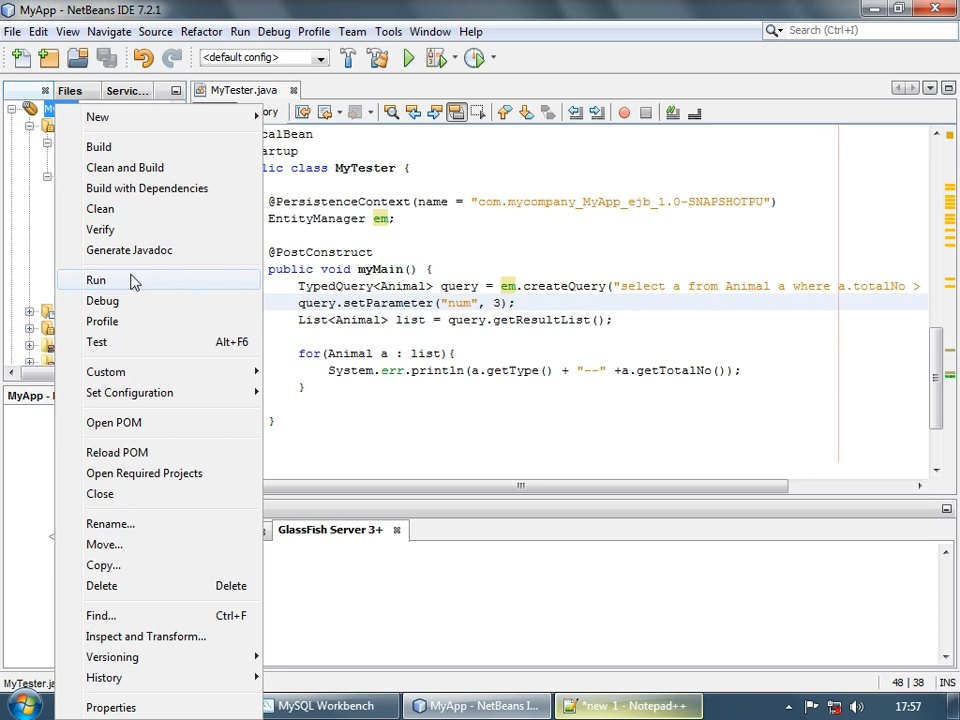 MyApp - NetBeans IDE 7.2.1
File Edit View Navigate Source Refactor Run Debug Profile Team Tools Window Help
Search (Ctrl+I)
<default config>
Files Servic... MyTester.java
New
Build
Clean and Build
Build with Dependencies
Clean
Verify
Generate Javadoc
Run
Debug
Profile
Test Alt+F6
Custom
Set Configuration
Open POM
Reload POM
Open Required Projects
Close
Rename...
Move...
Copy...
Delete Delete
Find... Ctrl+F
Inspect and Transform...
Versioning
History
Properties
ory
calBean
artup
lic class MyTester {
@PersistenceContext(name = "com.mycompany_MyApp_ejb_1.0-SNAPSHOTPU")
EntityManager em;
@PostConstruct
public void myMain() {
TypedQuery<Animal> query = em.createQuery("select a from Animal a where a.totalNo >
query.setParameter("num", 3);
List<Animal> list = query.getResultList();
for(Animal a : list){
System.err.println(a.getType() + "--" +a.getTotalNo());
}
}
MyApp -
GlassFish Server 3+
MyTester.ja
48 | 38 INS
MySQL Workbench
MyApp - NetBeans I...
*new 1 - Notepad++
17:57